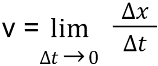 v = lim Δx / Δt
Δt → 0